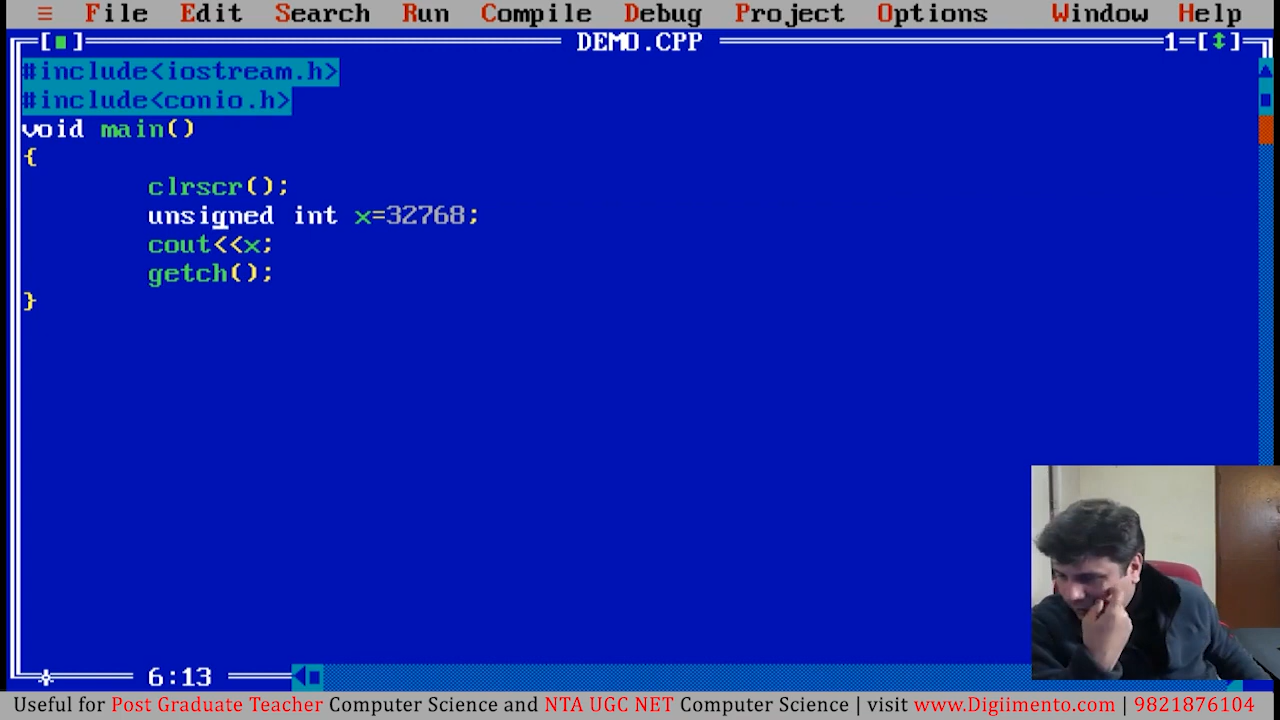 ≡ File Edit Search Run Compile Debug Project Options Window Help
[■] DEMO.CPP 1=[↕]
#include<iostream.h>
#include<conio.h>
void main()
{
clrscr();
unsigned int x=32768;
cout<<x;
getch();
}
6:13
Useful for Post Graduate Teacher Computer Science and NTA UGC NET Computer Science | visit www.Digiimento.com | 9821876104